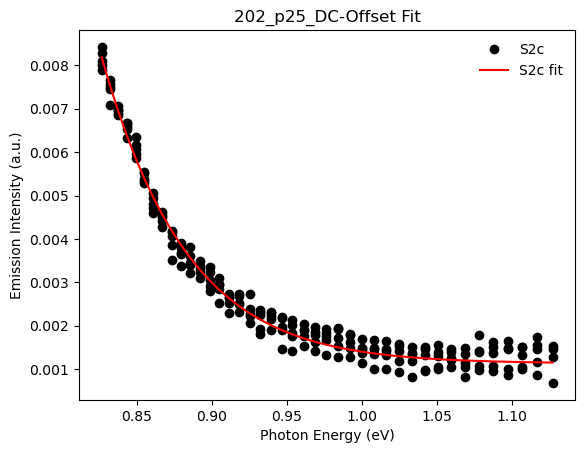 202_p25_DC-Offset Fit
S2c
S2c fit
Emission Intensity (a.u.)
0.008
0.007
0.006
0.005
0.004
0.003
0.002
0.001
0.85
0.90
0.95
1.00
1.05
1.10
Photon Energy (eV)